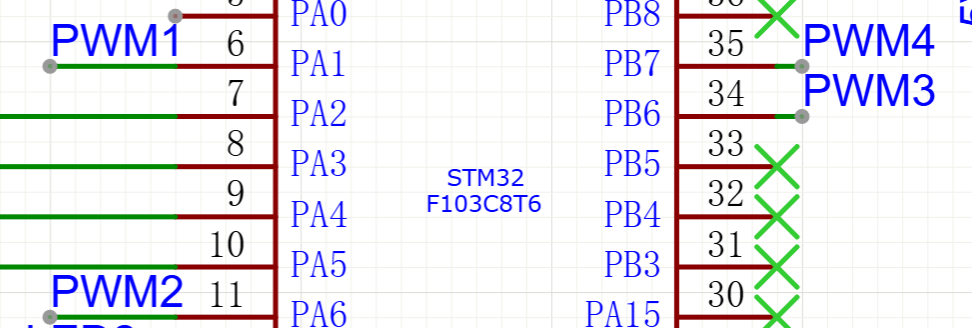 PA0
PWM1
6
PA1
7
PA2
8
PA3
9
PA4
10
PA5
PWM2
11
PA6
STM32
F103C8T6
PB8
35
PWM4
PB7
34
PWM3
PB6
33
PB5
32
PB4
31
PB3
30
PA15